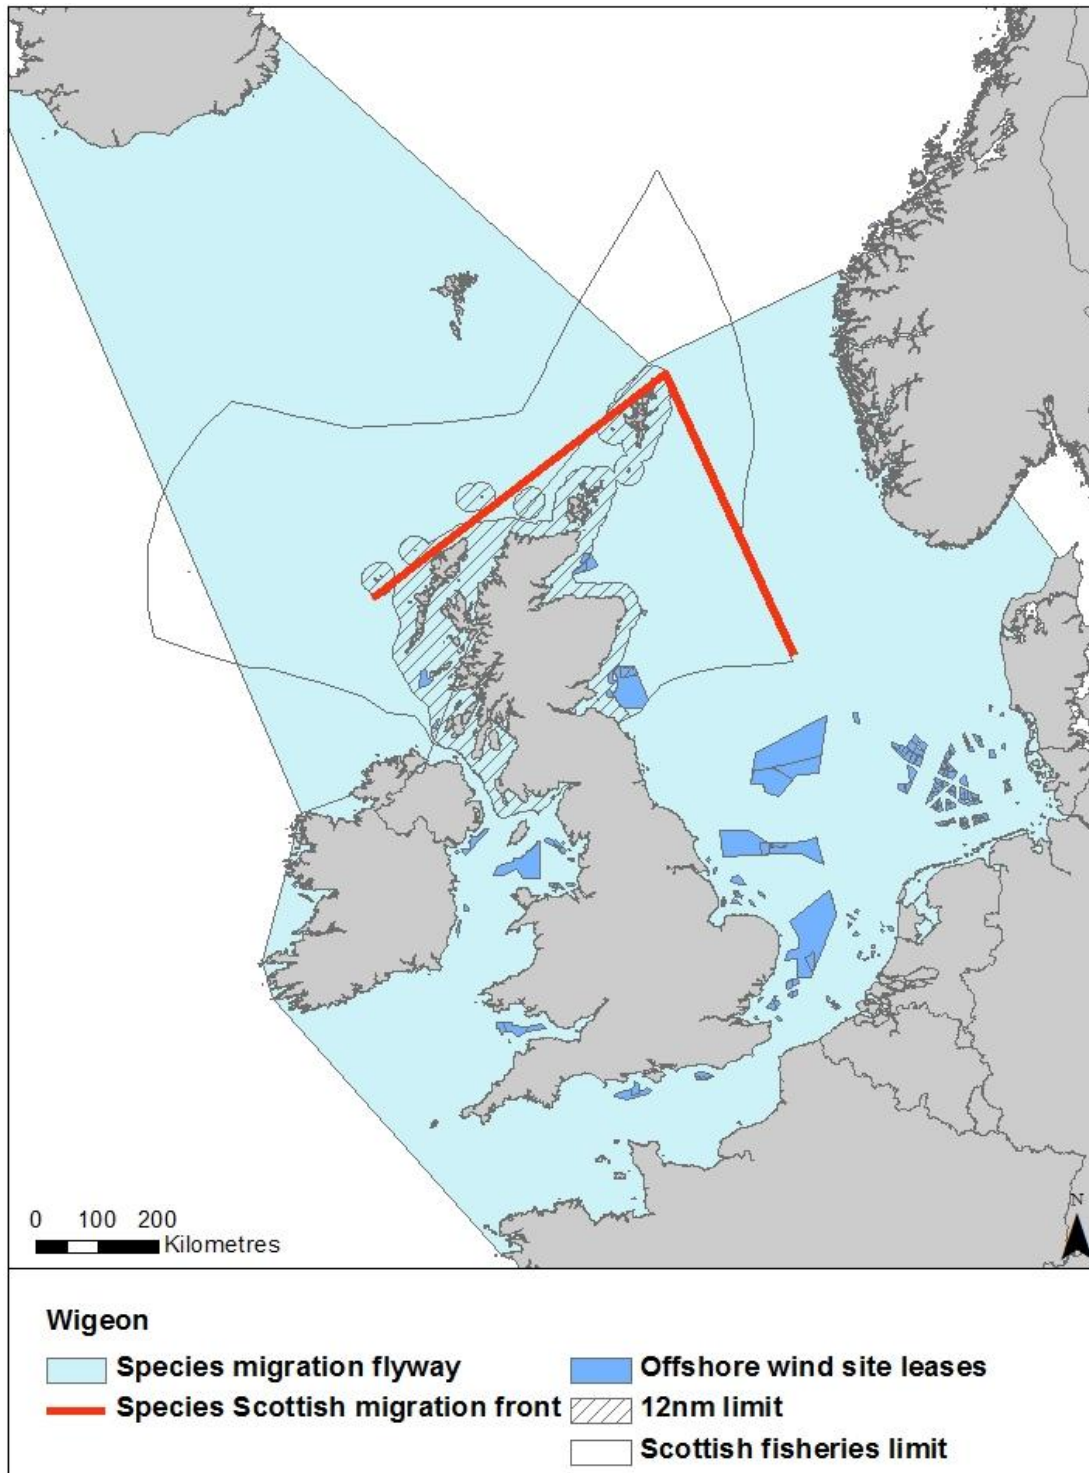 N
0 100 200
Kilometres
Wigeon
Species migration flyway
Species Scottish migration front
Offshore wind site leases
12nm limit
Scottish fisheries limit